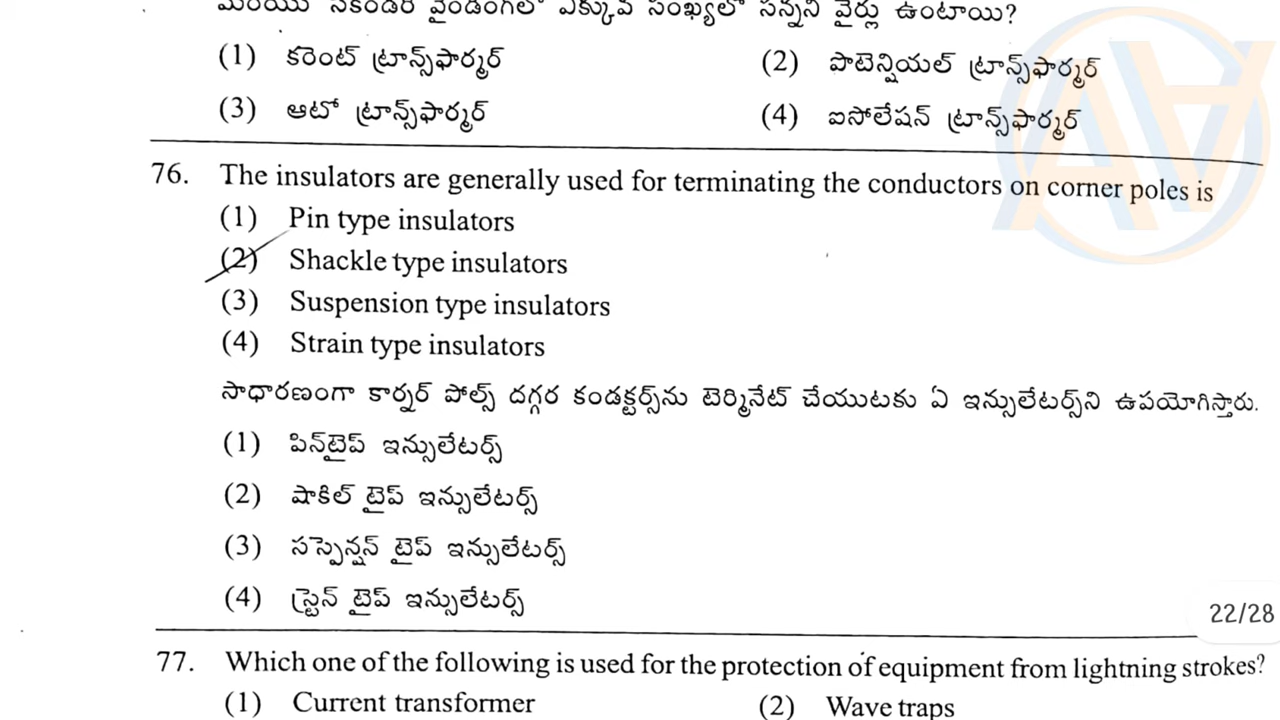 మరియు సెకండరీ వైండింగ్‌లో ఎక్కువ సంఖ్యలో సన్నని వైర్లు ఉంటాయి?
(1) కరెంట్ ట్రాన్స్‌ఫార్మర్ (2) పొటెన్షియల్ ట్రాన్స్‌ఫార్మర్
(3) ఆటో ట్రాన్స్‌ఫార్మర్ (4) ఐసోలేషన్ ట్రాన్స్‌ఫార్మర్
76. The insulators are generally used for terminating the conductors on corner poles is
(1) Pin type insulators
(2) Shackle type insulators
(3) Suspension type insulators
(4) Strain type insulators
సాధారణంగా కార్నర్ పోల్స్ దగ్గర కండక్టర్స్‌ను టెర్మినేట్ చేయుటకు ఏ ఇన్సులేటర్స్‌ని ఉపయోగిస్తారు.
(1) పిన్‌టైప్ ఇన్సులేటర్స్
(2) షాకిల్ టైప్ ఇన్సులేటర్స్
(3) సస్పెన్షన్ టైప్ ఇన్సులేటర్స్
(4) స్ట్రెన్ టైప్ ఇన్సులేటర్స్
22/28
77. Which one of the following is used for the protection of equipment from lightning strokes?
(1) Current transformer (2) Wave traps